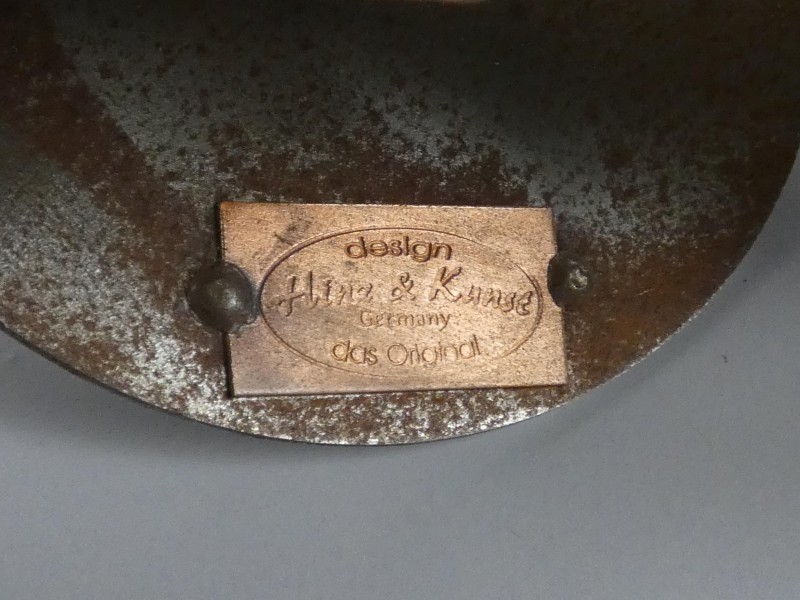 design
Hinz & Kunst
Germany
das Original